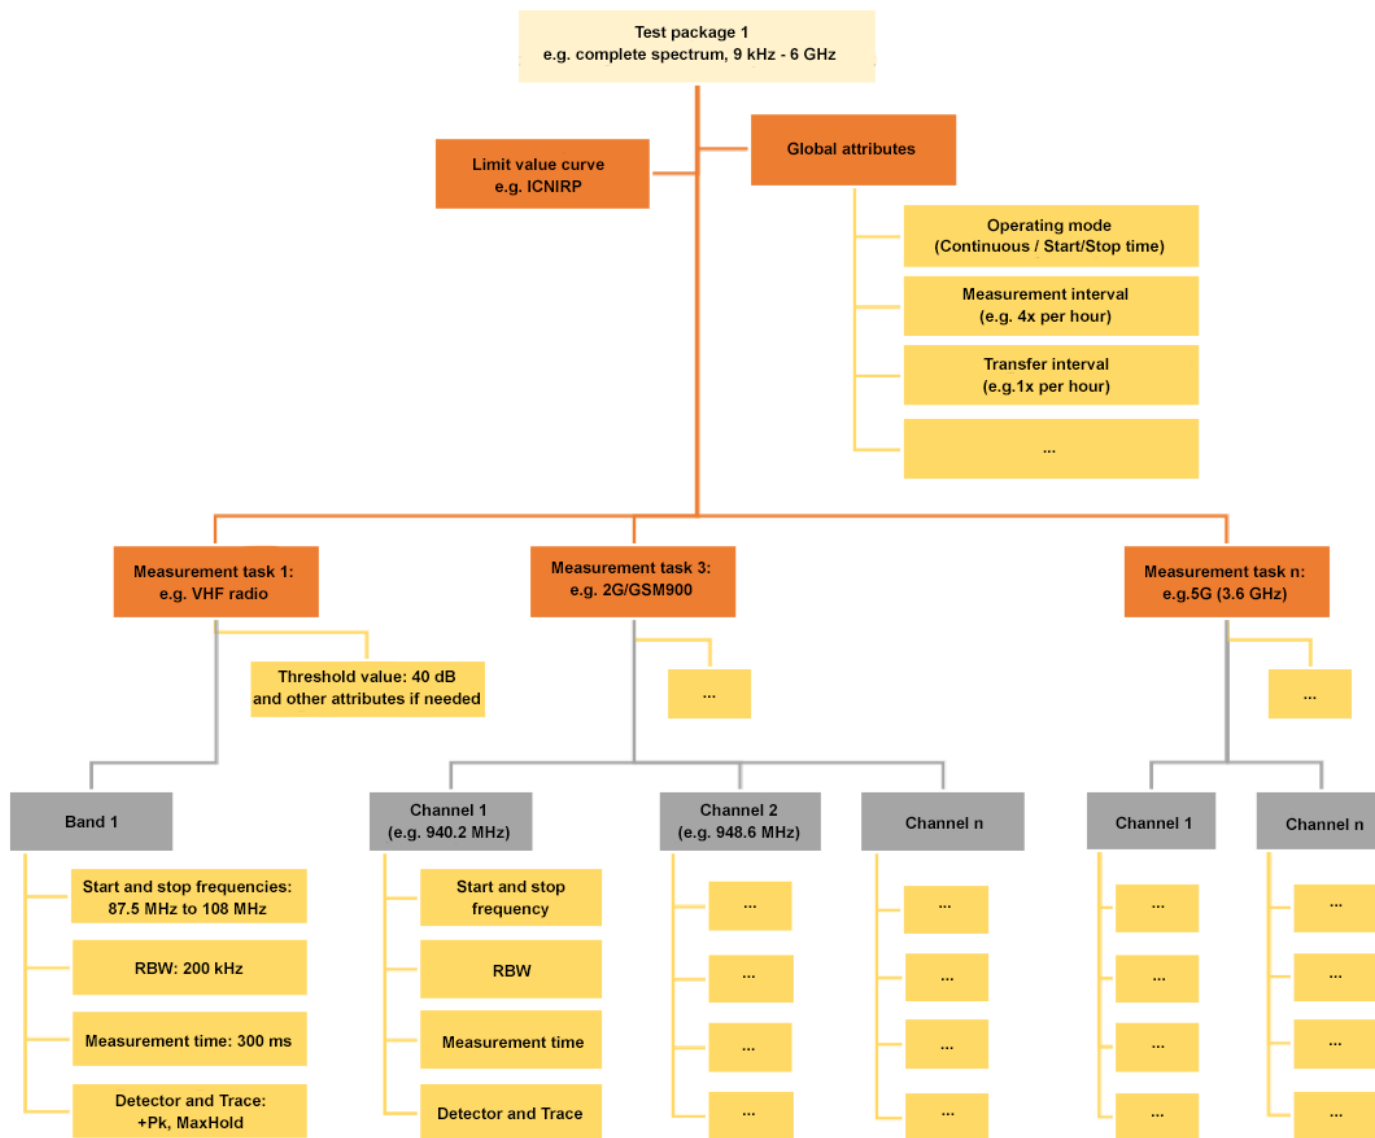 Test package 1
e.g. complete spectrum, 9 kHz - 6 GHz
Limit value curve
e.g. ICNIRP
Global attributes
Operating mode
(Continuous / Start/Stop time)
Measurement interval
(e.g. 4x per hour)
Transfer interval
(e.g.1x per hour)
...
Measurement task 1:
e.g. VHF radio
Threshold value: 40 dB
and other attributes if needed
Measurement task 3:
e.g. 2G/GSM900
...
Measurement task n:
e.g.5G (3.6 GHz)
...
Band 1
Start and stop frequencies:
87.5 MHz to 108 MHz
RBW: 200 kHz
Measurement time: 300 ms
Detector and Trace:
+Pk, MaxHold
Channel 1
(e.g. 940.2 MHz)
Start and stop
frequency
RBW
Measurement time
Detector and Trace
Channel 2
(e.g. 948.6 MHz)
...
...
...
...
Channel n
...
...
...
...
Channel 1
...
...
...
...
Channel n
...
...
...
...